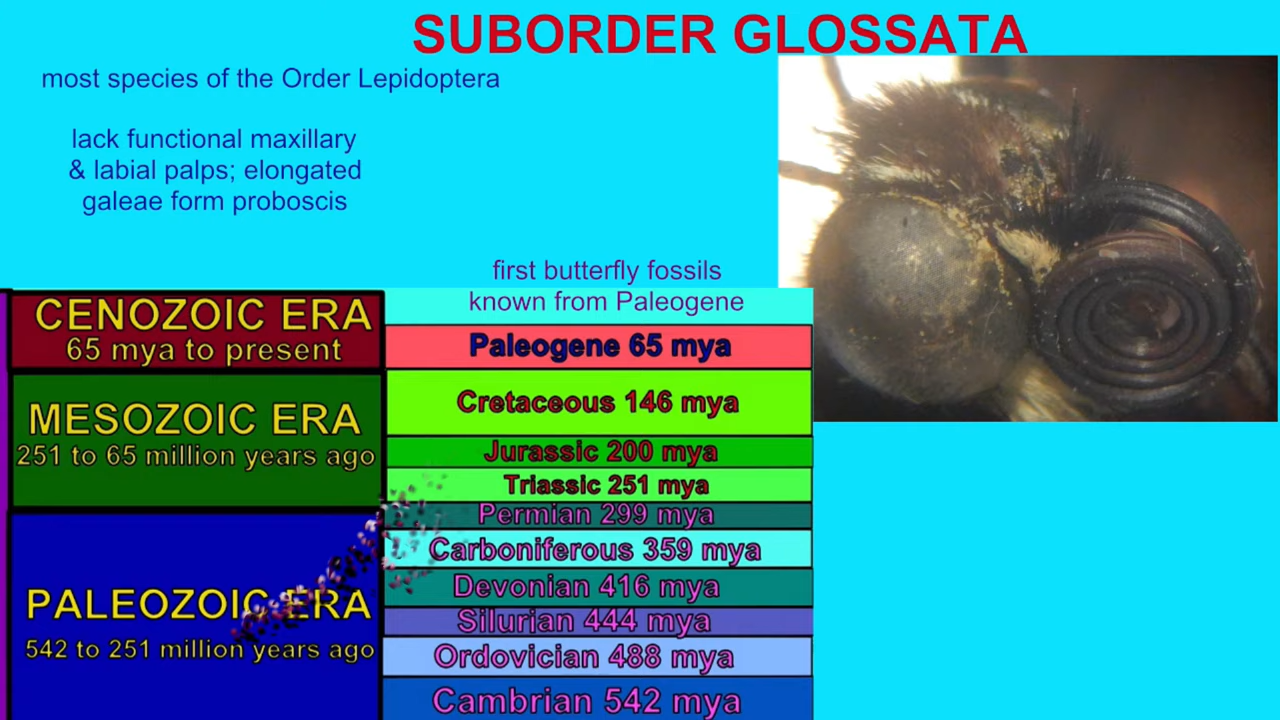 SUBORDER GLOSSATA
most species of the Order Lepidoptera
lack functional maxillary
& labial palps; elongated
galeae form proboscis
first butterfly fossils
known from Paleogene
CENOZOIC ERA
65 mya to present
MESOZOIC ERA
251 to 65 million years ago
PALEOZOIC ERA
542 to 251 million years ago
Paleogene 65 mya
Cretaceous 146 mya
Jurassic 200 mya
Triassic 251 mya
Permian 299 mya
Carboniferous 359 mya
Devonian 416 mya
Silurian 444 mya
Ordovician 488 mya
Cambrian 542 mya